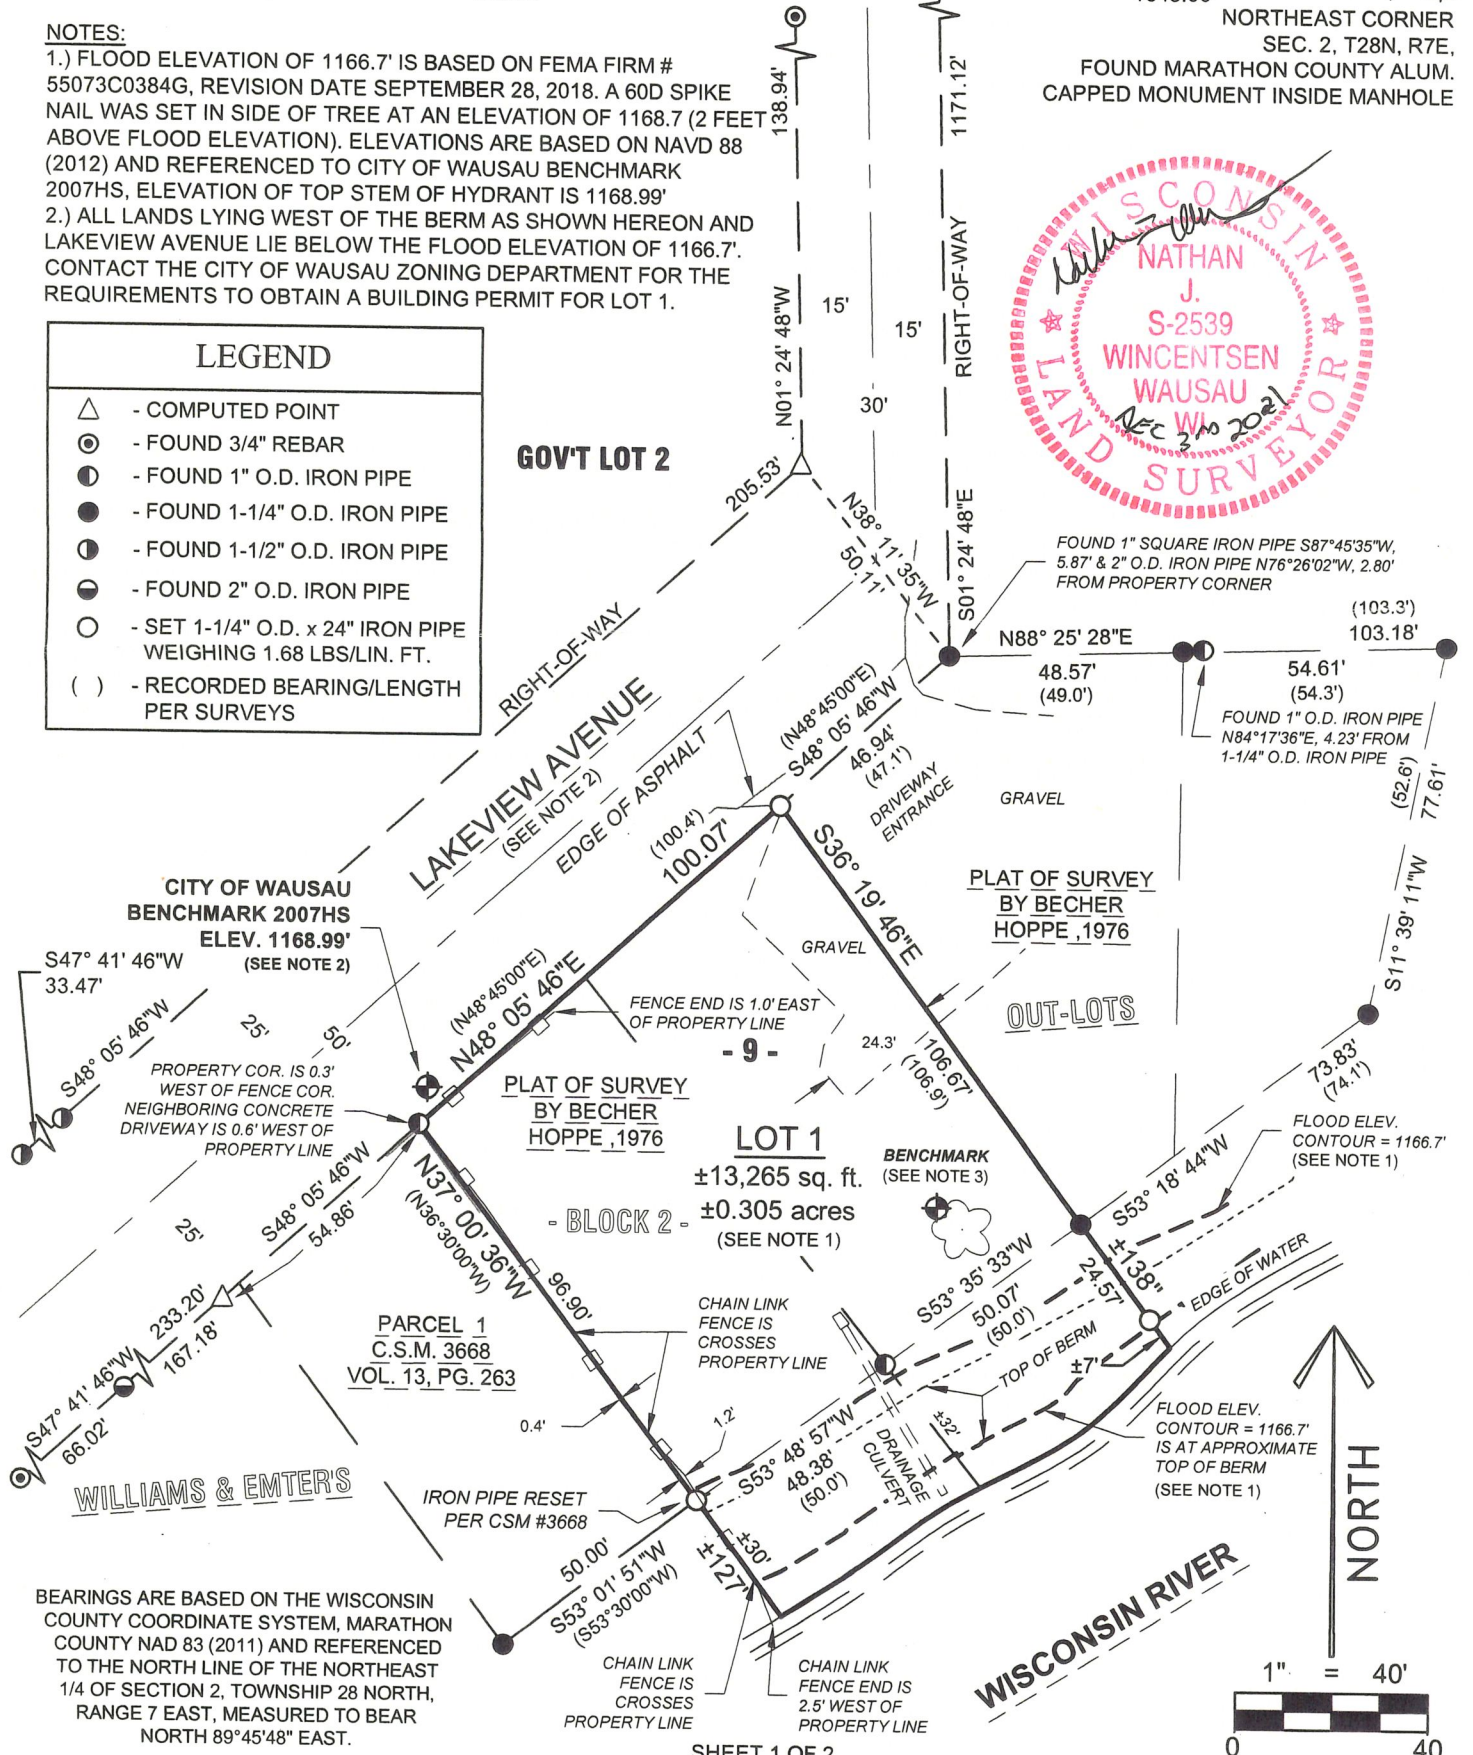 NOTES:
1.) FLOOD ELEVATION OF 1166.7' IS BASED ON FEMA FIRM #
55073C0384G, REVISION DATE SEPTEMBER 28, 2018. A 60D SPIKE
NAIL WAS SET IN SIDE OF TREE AT AN ELEVATION OF 1168.7 (2 FEET
ABOVE FLOOD ELEVATION). ELEVATIONS ARE BASED ON NAVD 88
(2012) AND REFERENCED TO CITY OF WAUSAU BENCHMARK
2007HS, ELEVATION OF TOP STEM OF HYDRANT IS 1168.99'
2.) ALL LANDS LYING WEST OF THE BERM AS SHOWN HEREON AND
LAKEVIEW AVENUE LIE BELOW THE FLOOD ELEVATION OF 1166.7'.
CONTACT THE CITY OF WAUSAU ZONING DEPARTMENT FOR THE
REQUIREMENTS TO OBTAIN A BUILDING PERMIT FOR LOT 1.
NORTHEAST CORNER
SEC. 2, T28N, R7E,
FOUND MARATHON COUNTY ALUM.
CAPPED MONUMENT INSIDE MANHOLE
WISCONSIN
LAND SURVEYOR
NATHAN
J.
S-2539
WINCENTSEN
WAUSAU
WI.
DEC 3RD 2021
LEGEND
- COMPUTED POINT
- FOUND 3/4" REBAR
- FOUND 1" O.D. IRON PIPE
- FOUND 1-1/4" O.D. IRON PIPE
- FOUND 1-1/2" O.D. IRON PIPE
- FOUND 2" O.D. IRON PIPE
- SET 1-1/4" O.D. x 24" IRON PIPE
WEIGHING 1.68 LBS/LIN. FT.
( ) - RECORDED BEARING/LENGTH
PER SURVEYS
138.94'
N01° 24' 48"W
1171.12'
RIGHT-OF-WAY
S01° 24' 48"E
15'
15'
30'
GOV'T LOT 2
205.53'
RIGHT-OF-WAY
N38° 11' 35"W
50.11'
FOUND 1" SQUARE IRON PIPE S87°45'35"W,
5.87' & 2" O.D. IRON PIPE N76°26'02"W, 2.80'
FROM PROPERTY CORNER
N88° 25' 28"E
48.57'
(49.0')
(103.3')
103.18'
54.61'
(54.3')
FOUND 1" O.D. IRON PIPE
N84°17'36"E, 4.23' FROM
1-1/4" O.D. IRON PIPE
(52.6')
77.61'
S11° 39' 11"W
LAKEVIEW AVENUE
(SEE NOTE 2)
EDGE OF ASPHALT
(N48°45'00"E)
S48° 05' 46"W
46.94'
(47.1')
DRIVEWAY
ENTRANCE
GRAVEL
(100.4')
100.07'
S36° 19' 46"E
CITY OF WAUSAU
BENCHMARK 2007HS
ELEV. 1168.99'
(SEE NOTE 2)
PLAT OF SURVEY
BY BECHER
HOPPE ,1976
GRAVEL
S47° 41' 46"W
33.47'
S48° 05' 46"W
25'
50'
(N48°45'00"E)
N48° 05' 46"E
FENCE END IS 1.0' EAST
OF PROPERTY LINE
- 9 -
24.3'
106.67'
(106.9')
OUT-LOTS
PROPERTY COR. IS 0.3'
WEST OF FENCE COR.
NEIGHBORING CONCRETE
DRIVEWAY IS 0.6' WEST OF
PROPERTY LINE
PLAT OF SURVEY
BY BECHER
HOPPE ,1976
73.83'
(74.1')
S53° 18' 44"W
FLOOD ELEV.
CONTOUR = 1166.7'
(SEE NOTE 1)
LOT 1
±13,265 sq. ft.
±0.305 acres
(SEE NOTE 1)
BENCHMARK
(SEE NOTE 3)
S48° 05' 46"W
54.86'
25'
N37° 00' 36"W
(N36°30'00"W)
96.90'
- BLOCK 2 -
S53° 35' 33"W
50.07'
(50.0')
±138"
24.57'
EDGE OF WATER
233.20'
167.18'
PARCEL 1
C.S.M. 3668
VOL. 13, PG. 263
CHAIN LINK
FENCE IS
CROSSES
PROPERTY LINE
TOP OF BERM
±7'
S47° 41' 46"W
66.02'
0.4'
1.2'
S53° 48' 57"W
48.38'
(50.0')
DRAINAGE
CULVERT
±32'
FLOOD ELEV.
CONTOUR = 1166.7'
IS AT APPROXIMATE
TOP OF BERM
(SEE NOTE 1)
WILLIAMS & EMTER'S
IRON PIPE RESET
PER CSM #3668
50.00'
S53° 01' 51"W
(S53°30'00"W)
±30'
±127'
WISCONSIN RIVER
NORTH
BEARINGS ARE BASED ON THE WISCONSIN
COUNTY COORDINATE SYSTEM, MARATHON
COUNTY NAD 83 (2011) AND REFERENCED
TO THE NORTH LINE OF THE NORTHEAST
1/4 OF SECTION 2, TOWNSHIP 28 NORTH,
RANGE 7 EAST, MEASURED TO BEAR
NORTH 89°45'48" EAST.
CHAIN LINK
FENCE IS
CROSSES
PROPERTY LINE
CHAIN LINK
FENCE END IS
2.5' WEST OF
PROPERTY LINE
1" = 40'
0 40
SHEET 1 OF 2